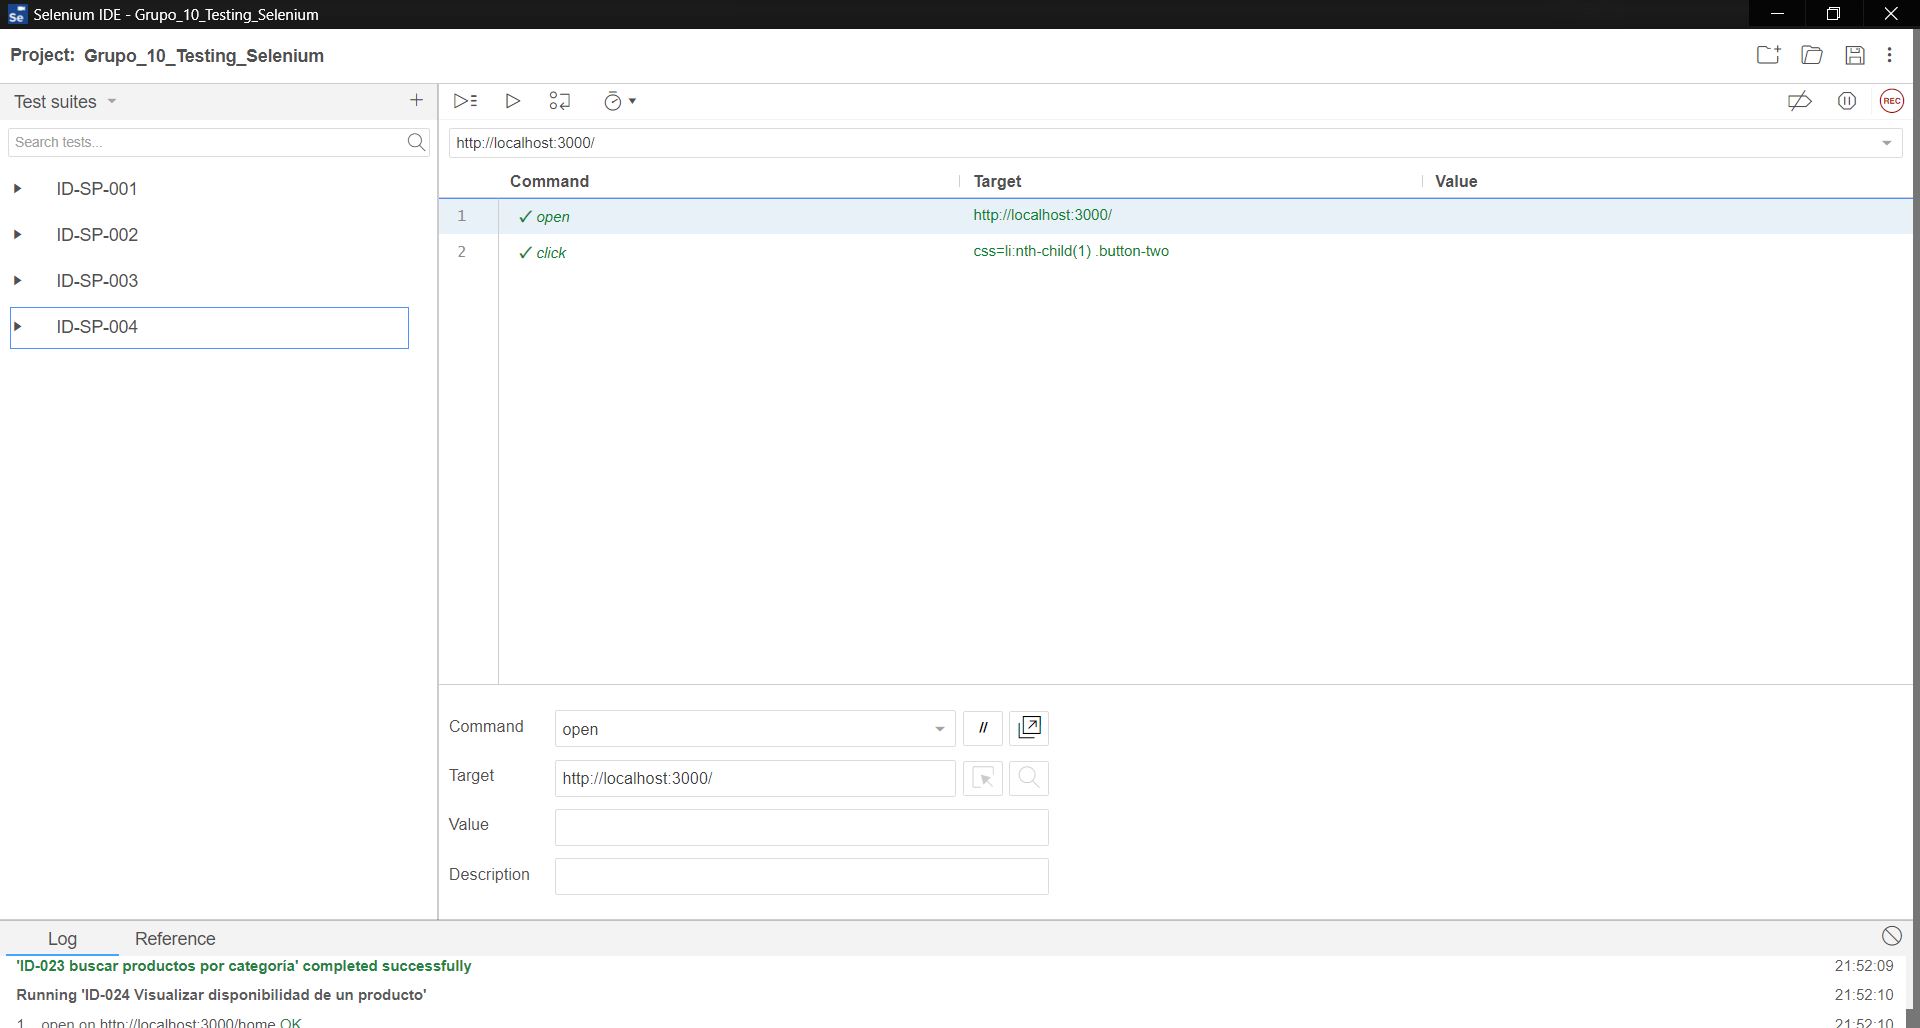 Selenium IDE - Grupo_10_Testing_Selenium
Project: Grupo_10_Testing_Selenium
Test suites
Search tests...
ID-SP-001
ID-SP-002
ID-SP-003
ID-SP-004
REC
http://localhost:3000/
Command Target Value
1 ✓ open http://localhost:3000/
2 ✓ click css=li:nth-child(1) .button-two
Command open //
Target http://localhost:3000/
Value
Description
Log Reference
'ID-023 buscar productos por categoría' completed successfully 21:52:09
Running 'ID-024 Visualizar disponibilidad de un producto' 21:52:10
1. open on http://localhost:3000/home OK 21:52:10